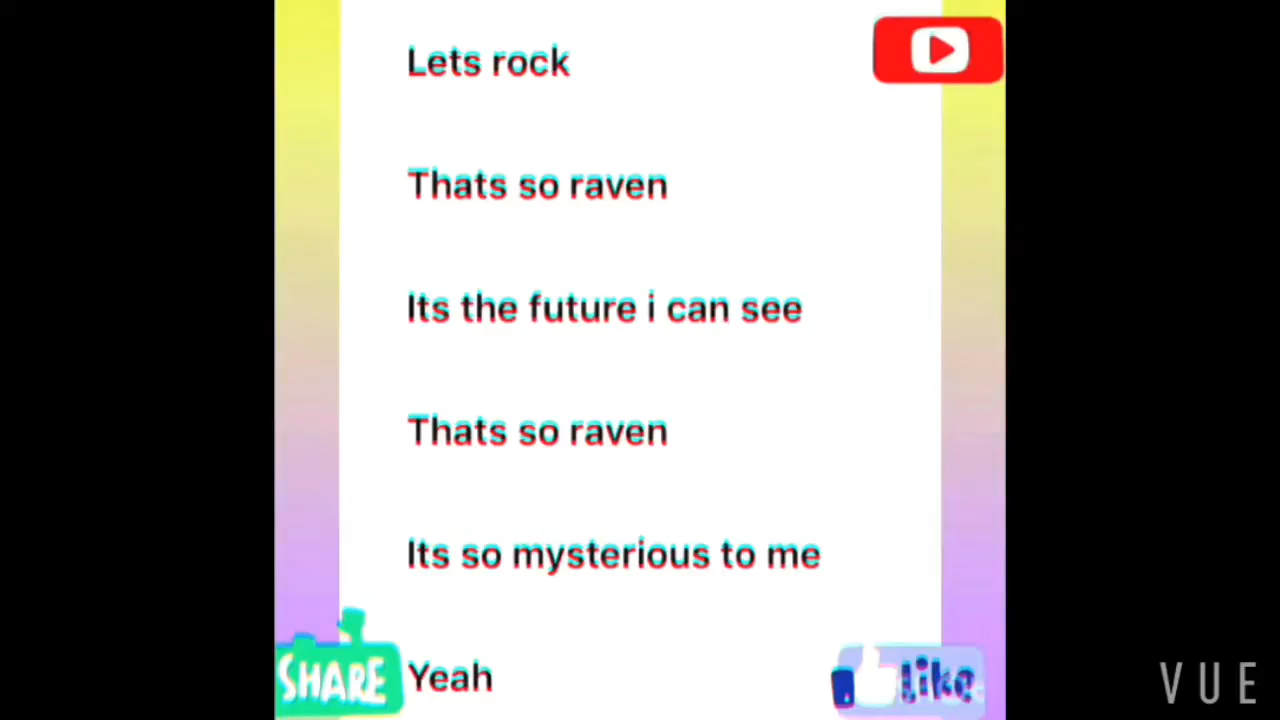 Lets rock
Thats so raven
Its the future i can see
Thats so raven
Its so mysterious to me
SHARE
Yeah
Like
VUE